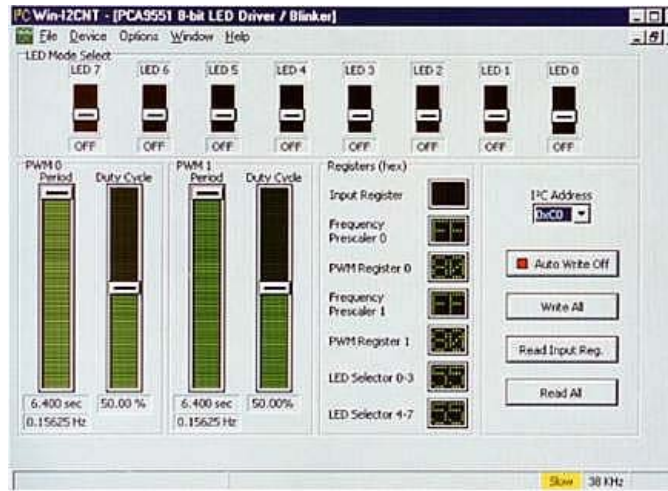 I²C Win-I2CNT - [PCA9551 8-bit LED Driver / Blinker]
File Device Options Window Help
LED Mode Select
LED 7 LED 6 LED 5 LED 4 LED 3 LED 2 LED 1 LED 0
OFF OFF OFF OFF OFF OFF OFF OFF
PWM 0 PWM 1 Registers (hex)
Period Duty Cycle Period Duty Cycle
Input Register
I²C Address
0xC0
Frequency
Prescaler 0
PWM Register 0
Auto Write Off
Frequency
Prescaler 1
Write All
PWM Register 1
Read Input Reg.
LED Selector 0-3
Read All
6.400 sec 50.00 % 6.400 sec 50.00%
0.15625 Hz 0.15625 Hz
LED Selector 4-7
Slow 38 KHz